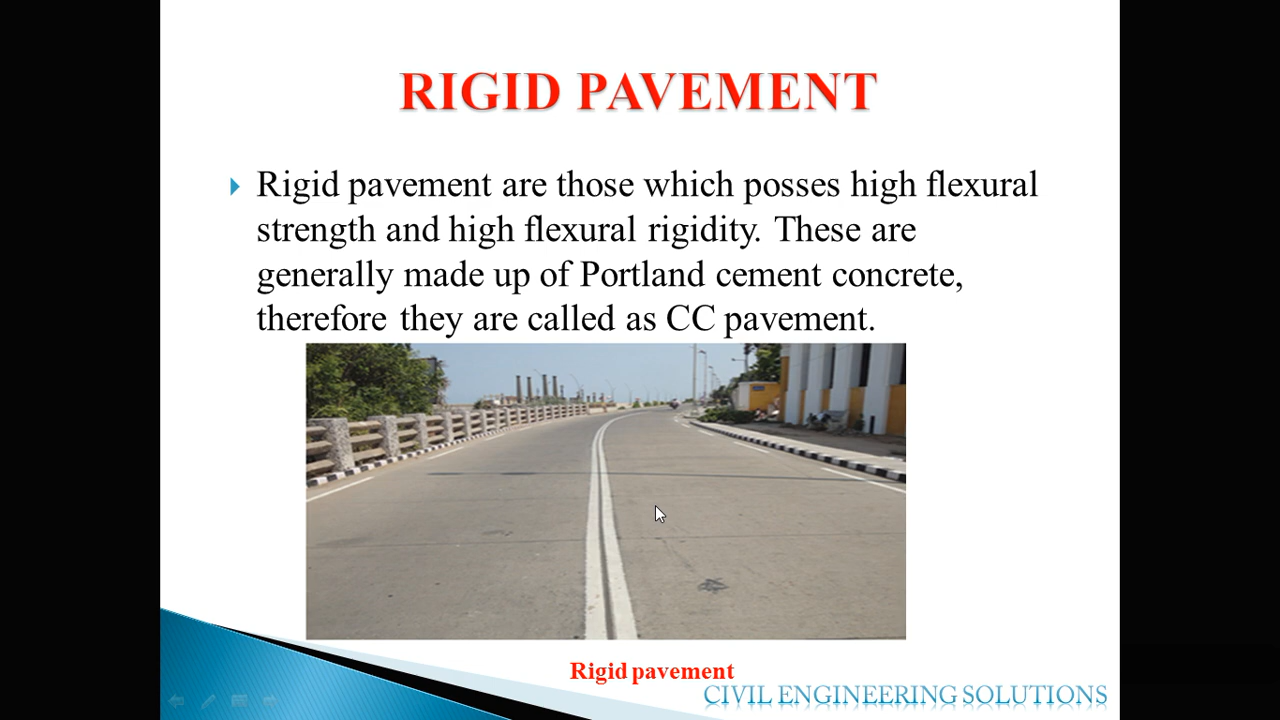 RIGID PAVEMENT
Rigid pavement are those which posses high flexural
strength and high flexural rigidity. These are
generally made up of Portland cement concrete,
therefore they are called as CC pavement.
Rigid pavement
CIVIL ENGINEERING SOLUTIONS